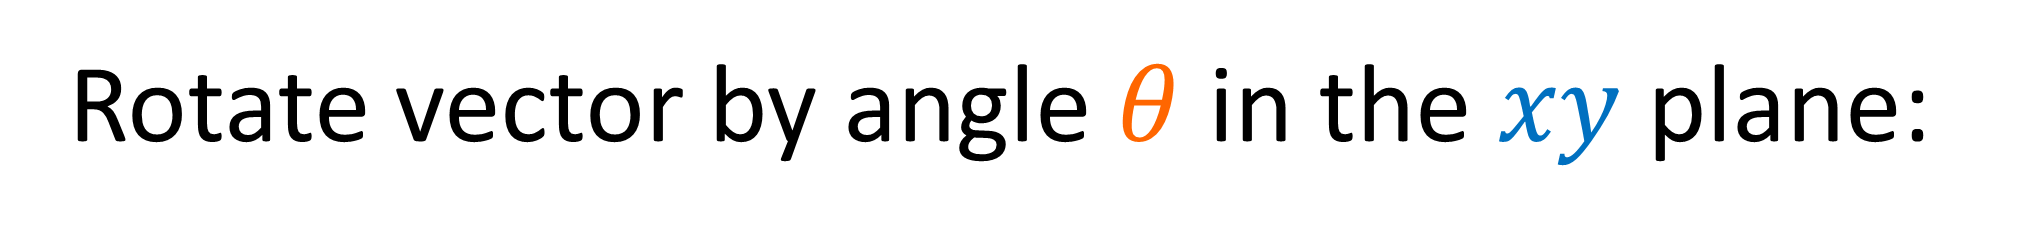 Rotate vector by angle θ in the xy plane: